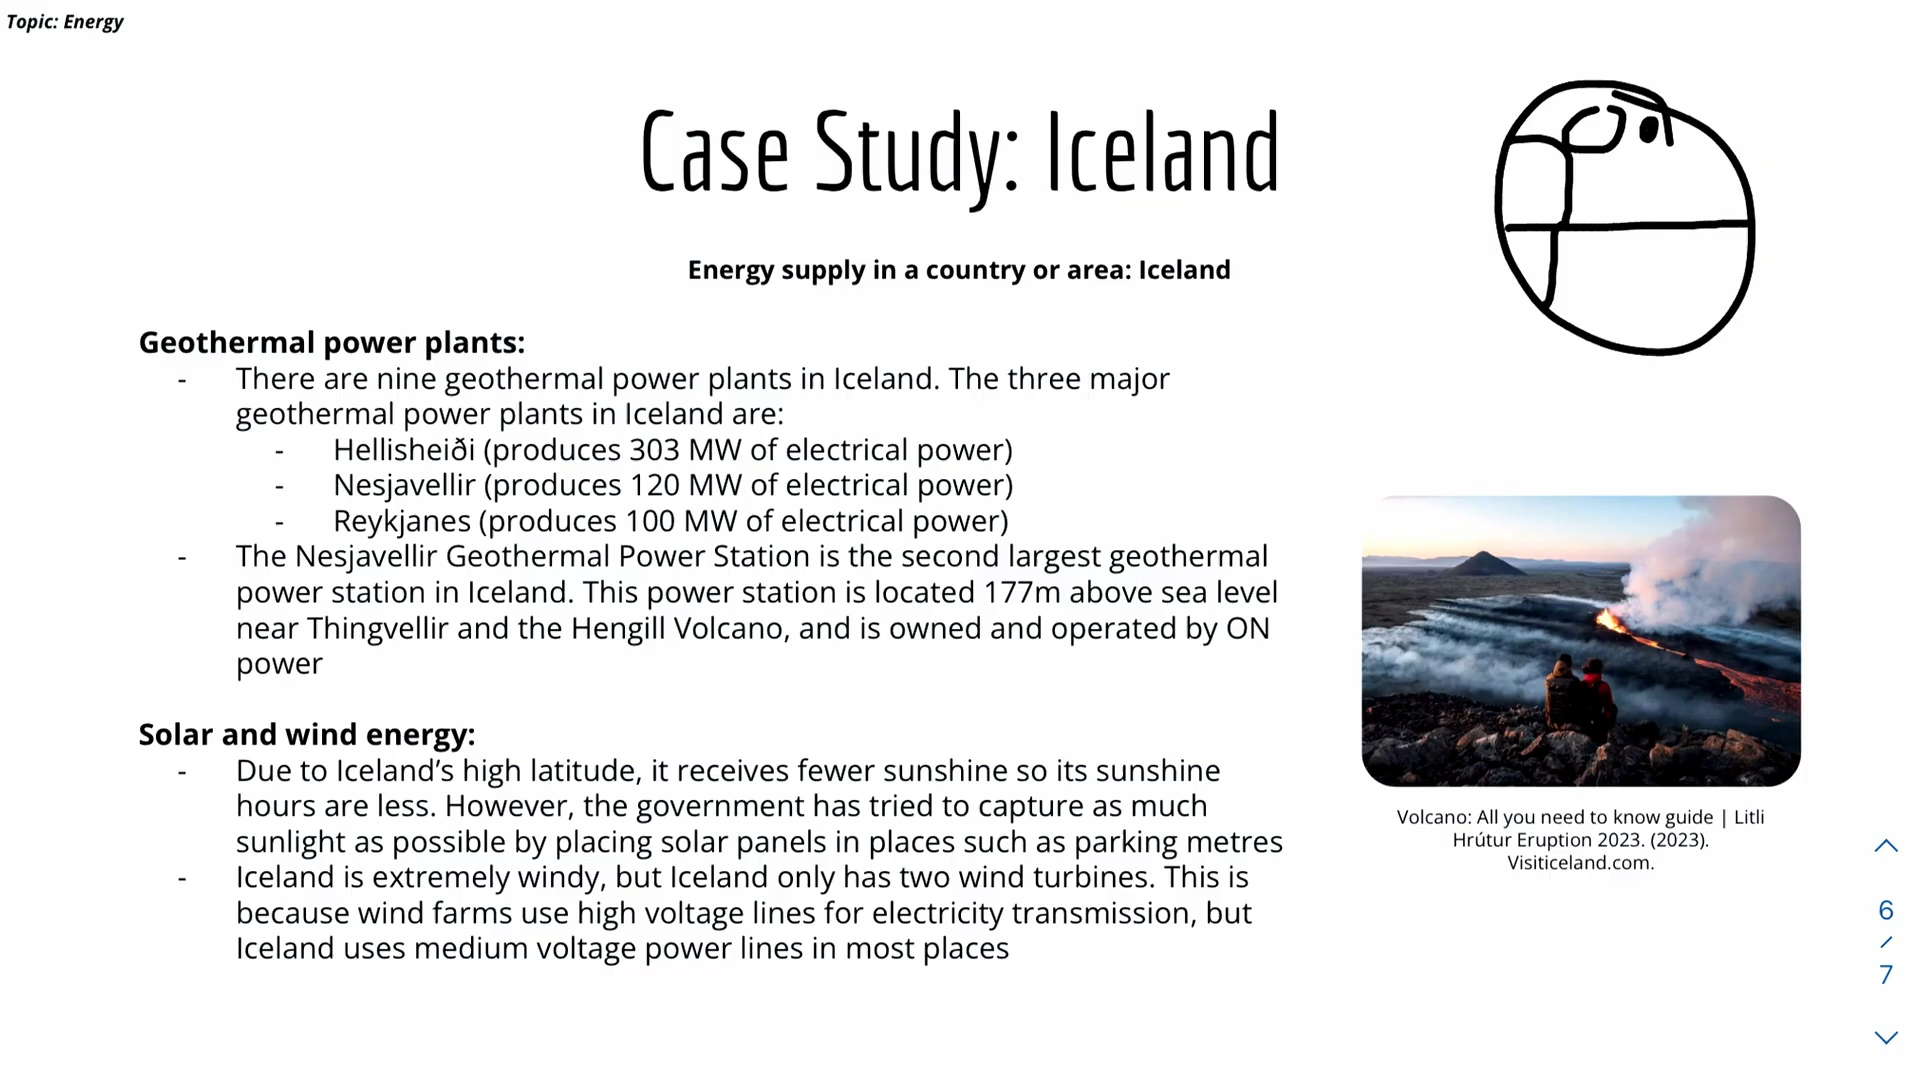 Topic: Energy
Case Study: Iceland
Energy supply in a country or area: Iceland
Geothermal power plants:
- There are nine geothermal power plants in Iceland. The three major
geothermal power plants in Iceland are:
- Hellisheiði (produces 303 MW of electrical power)
- Nesjavellir (produces 120 MW of electrical power)
- Reykjanes (produces 100 MW of electrical power)
- The Nesjavellir Geothermal Power Station is the second largest geothermal
power station in Iceland. This power station is located 177m above sea level
near Thingvellir and the Hengill Volcano, and is owned and operated by ON
power
Solar and wind energy:
- Due to Iceland’s high latitude, it receives fewer sunshine so its sunshine
hours are less. However, the government has tried to capture as much
sunlight as possible by placing solar panels in places such as parking metres
- Iceland is extremely windy, but Iceland only has two wind turbines. This is
because wind farms use high voltage lines for electricity transmission, but
Iceland uses medium voltage power lines in most places
Volcano: All you need to know guide | Litli
Hrútur Eruption 2023. (2023).
Visiticeland.com.
6
/
7